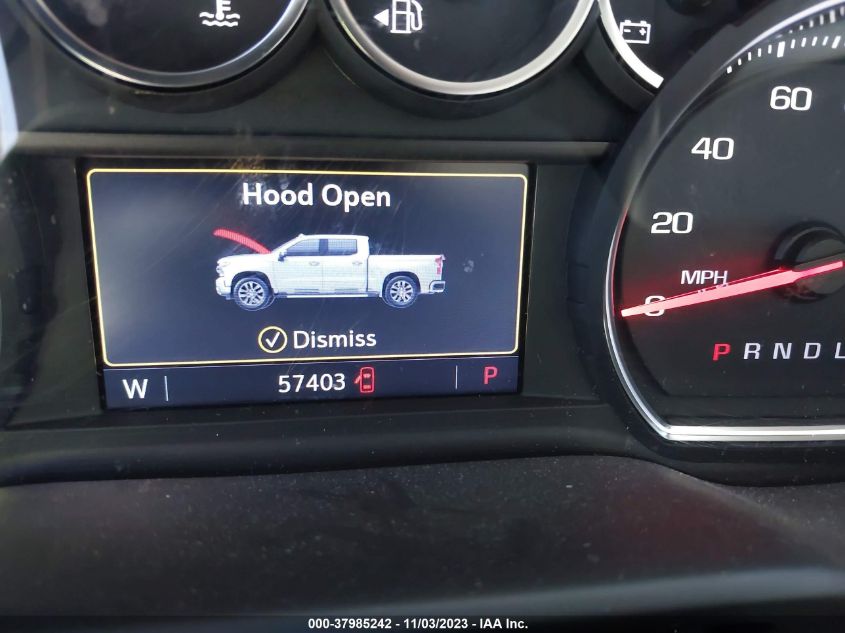 60
40
20
MPH
0
P R N D L
Hood Open
Dismiss
W 57403 P
000-37985242 - 11/03/2023 - IAA Inc.